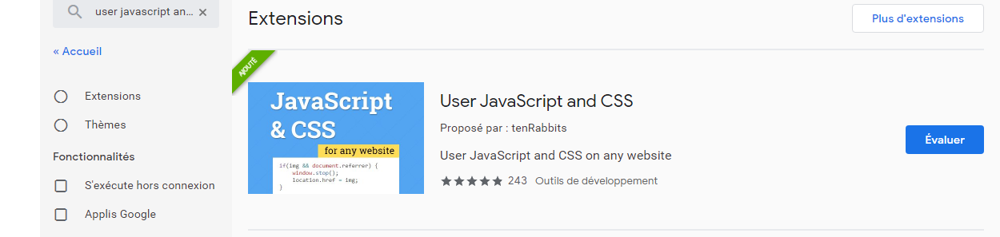 user javascript an...
« Accueil
Extensions
Thèmes
Fonctionnalités
S'exécute hors connexion
Applis Google
Extensions
Plus d'extensions
AJOUTÉ
JavaScript
& CSS
for any website
if(img && document.referrer) {
window.stop();
location.href = img;
}
User JavaScript and CSS
Proposé par : tenRabbits
User JavaScript and CSS on any website
243 Outils de développement
Évaluer